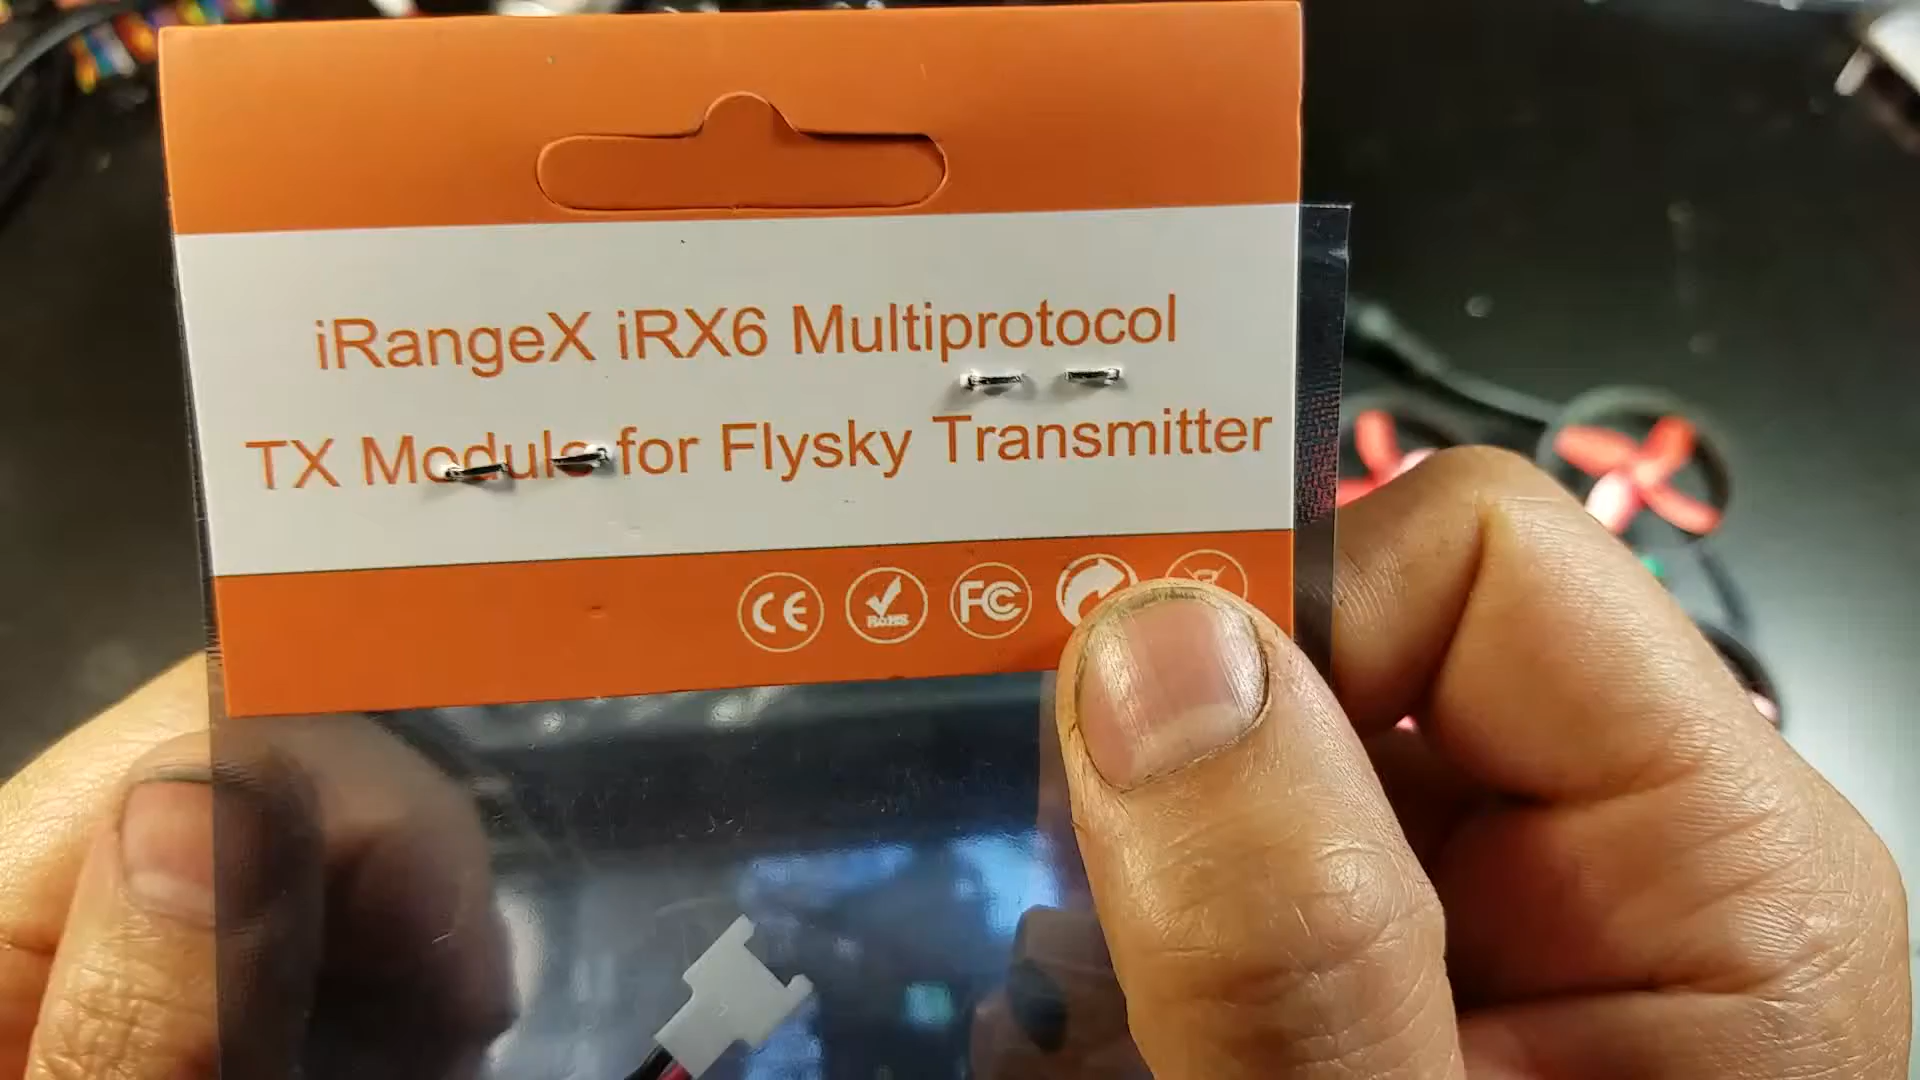 iRangeX iRX6 Multiprotocol
TX Module for Flysky Transmitter
CE RoHS FC